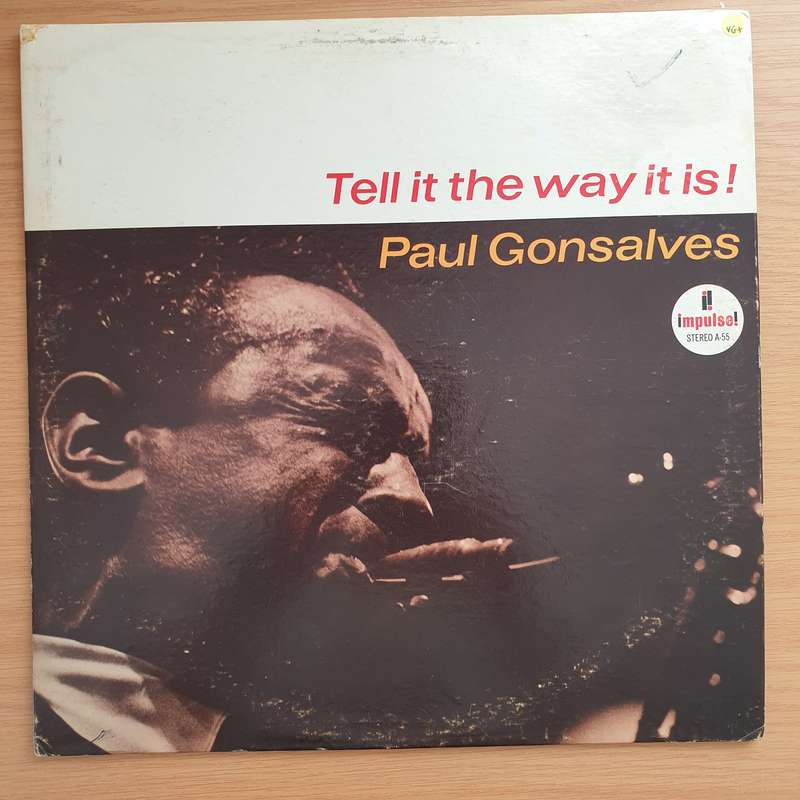 VG+
Tell it the way it is!
Paul Gonsalves
impulse!
STEREO A-55